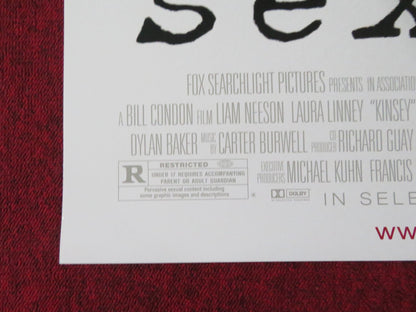 sex
FOX SEARCHLIGHT PICTURES PRESENTS IN ASSOCIATION
A BILL CONDON FILM LIAM NEESON LAURA LINNEY "KINSEY
DYLAN BAKER MUSIC BY CARTER BURWELL CO PRODUCER RICHARD GUAY
R RESTRICTED
UNDER 17 REQUIRES ACCOMPANYING
PARENT OR ADULT GUARDIAN
Pervasive sexual content including
some graphic images and descriptions
EXECUTIVE PRODUCERS MICHAEL KUHN FRANCIS
DOLBY
IN SELE
ww